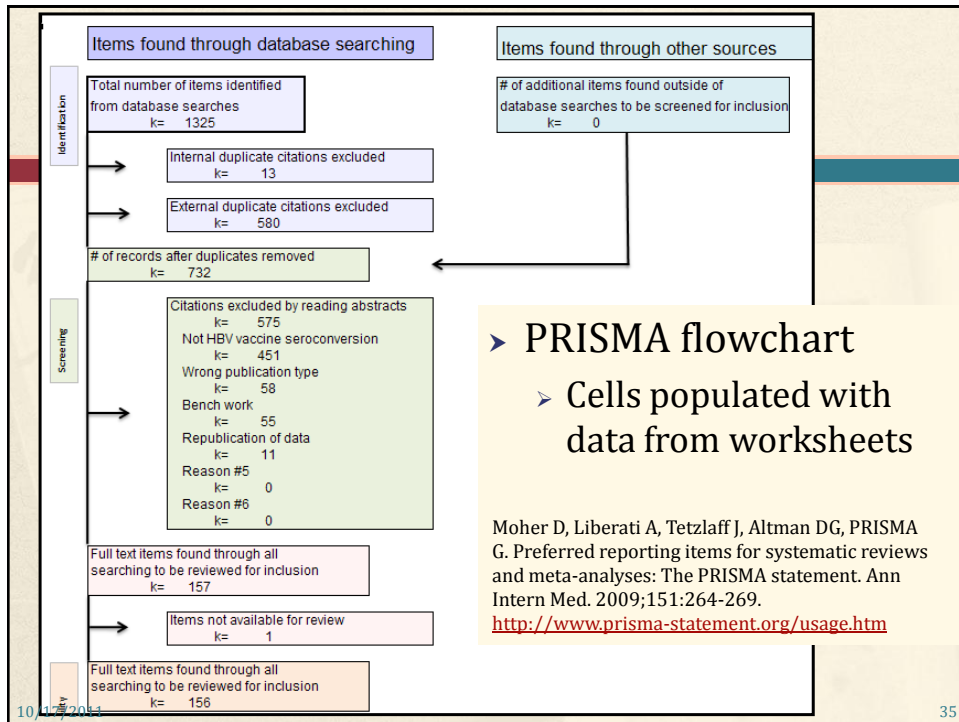 Items found through database searching
Items found through other sources
Identification
Total number of items identified
from database searches
k= 1325
# of additional items found outside of
database searches to be screened for inclusion
k= 0
Internal duplicate citations excluded
k= 13
External duplicate citations excluded
k= 580
# of records after duplicates removed
k= 732
Screening
Citations excluded by reading abstracts
k= 575
Not HBV vaccine seroconversion
k= 451
Wrong publication type
k= 58
Bench work
k= 55
Republication of data
k= 11
Reason #5
k= 0
Reason #6
k= 0
Full text items found through all
searching to be reviewed for inclusion
k= 157
Items not available for review
k= 1
Full text items found through all
searching to be reviewed for inclusion
k= 156
PRISMA flowchart
Cells populated with
data from worksheets
Moher D, Liberati A, Tetzlaff J, Altman DG, PRISMA
G. Preferred reporting items for systematic reviews
and meta-analyses: The PRISMA statement. Ann
Intern Med. 2009;151:264-269.
http://www.prisma-statement.org/usage.htm
10/17/2011
35